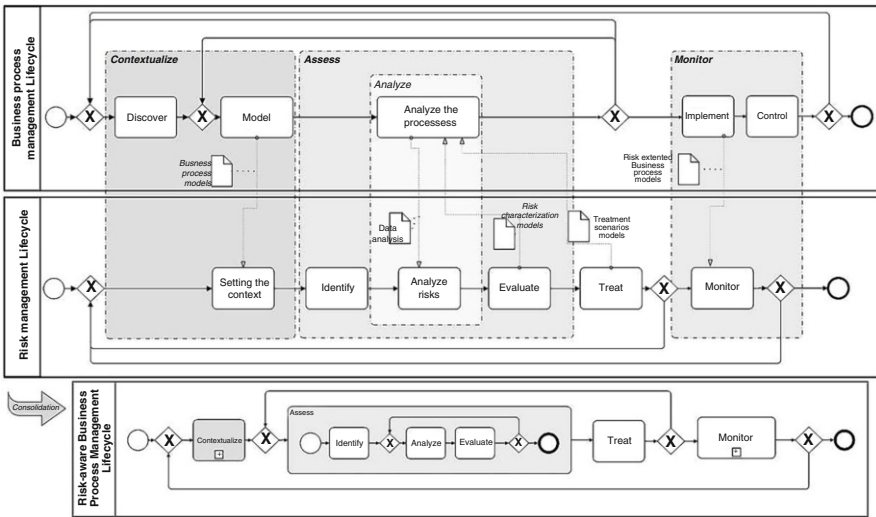 Business process
management Lifecycle
Contextualize
Assess
Monitor
Analyze
X
Discover
X
Model
Analyze the
processess
X
Implement
Control
X
Busness
process
models
Risk extented
Business
process models
Risk management Lifecycle
Data
analysis
Risk
characterization
models
Treatment
scenarios
models
X
Setting the
context
Identify
Analyze
risks
Evaluate
Treat
X
Monitor
X
Consolidation
Risk-aware Business
Process Management
Lifecycle
Assess
X
Contextualize
X
Identify
X
Analyze
Evaluate
X
Treat
X
Monitor
X